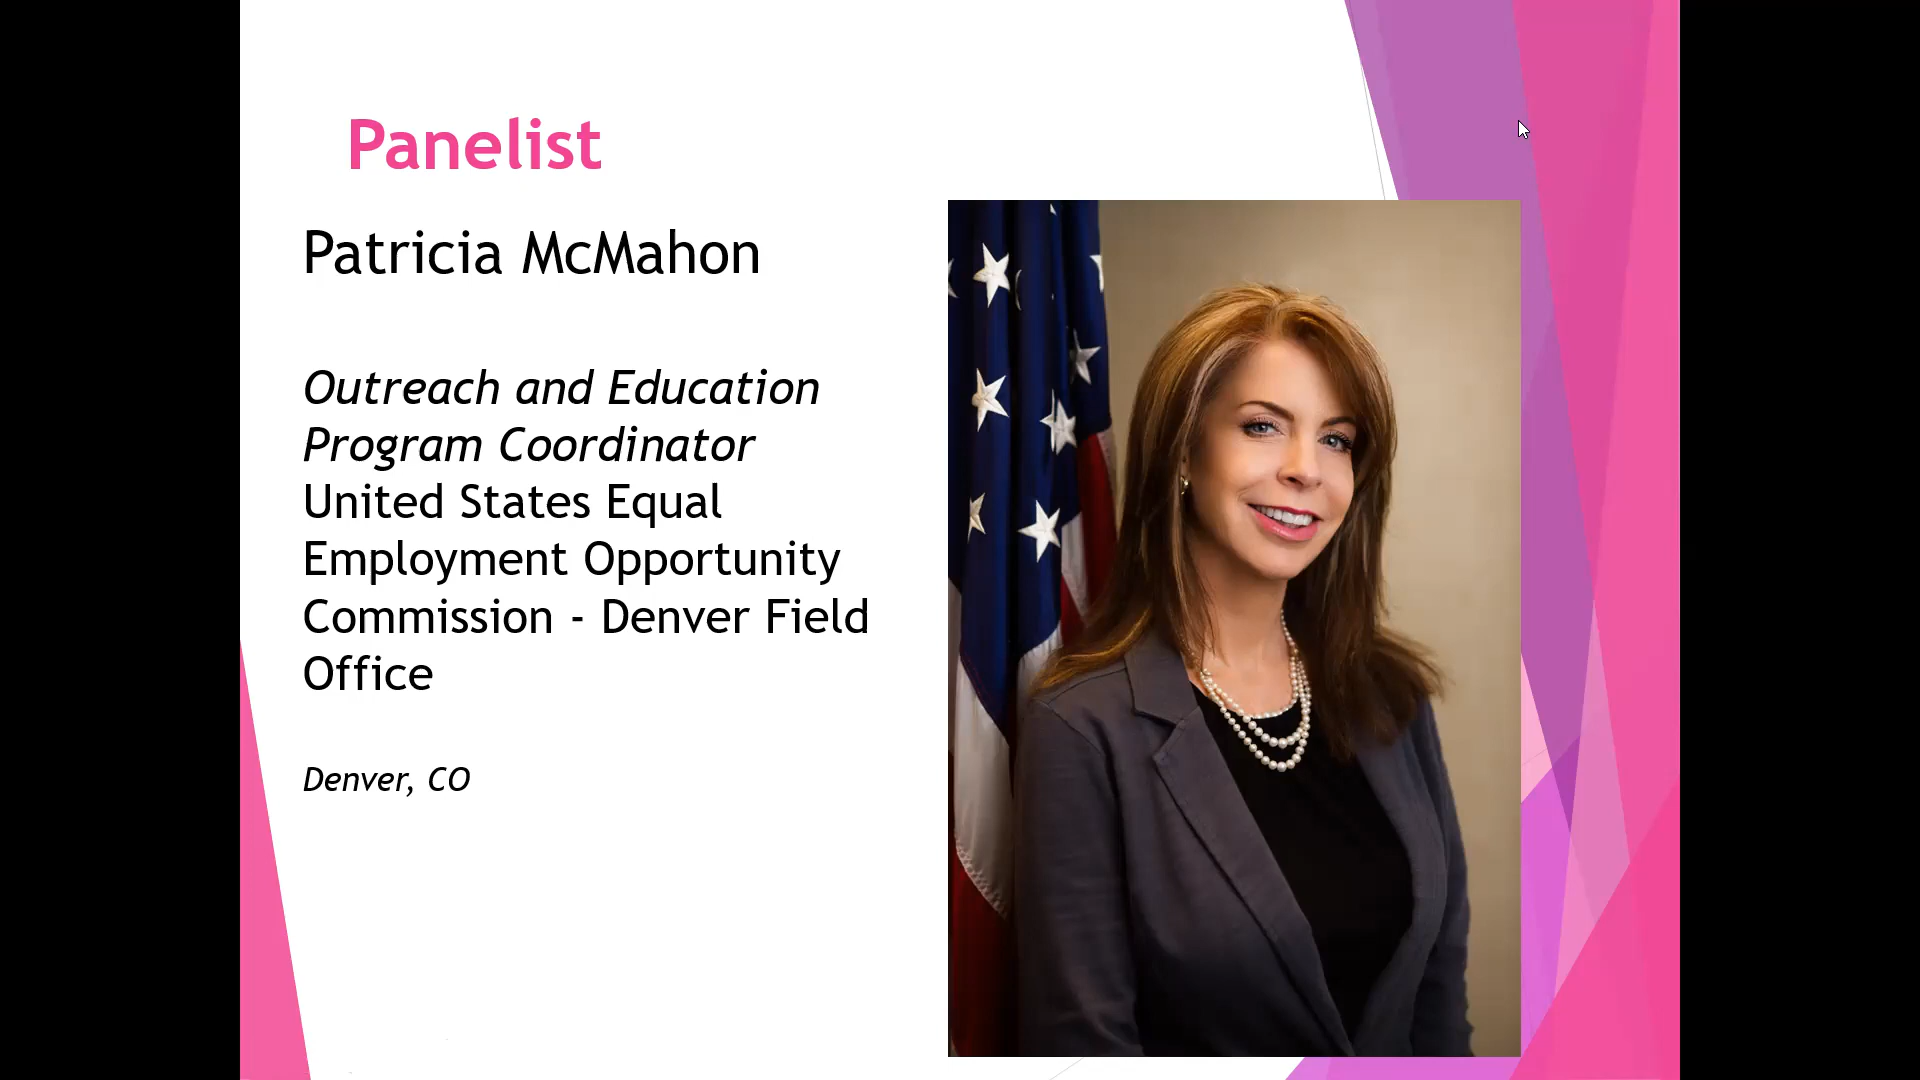 Panelist
Patricia McMahon
Outreach and Education
Program Coordinator
United States Equal
Employment Opportunity
Commission - Denver Field
Office
Denver, CO